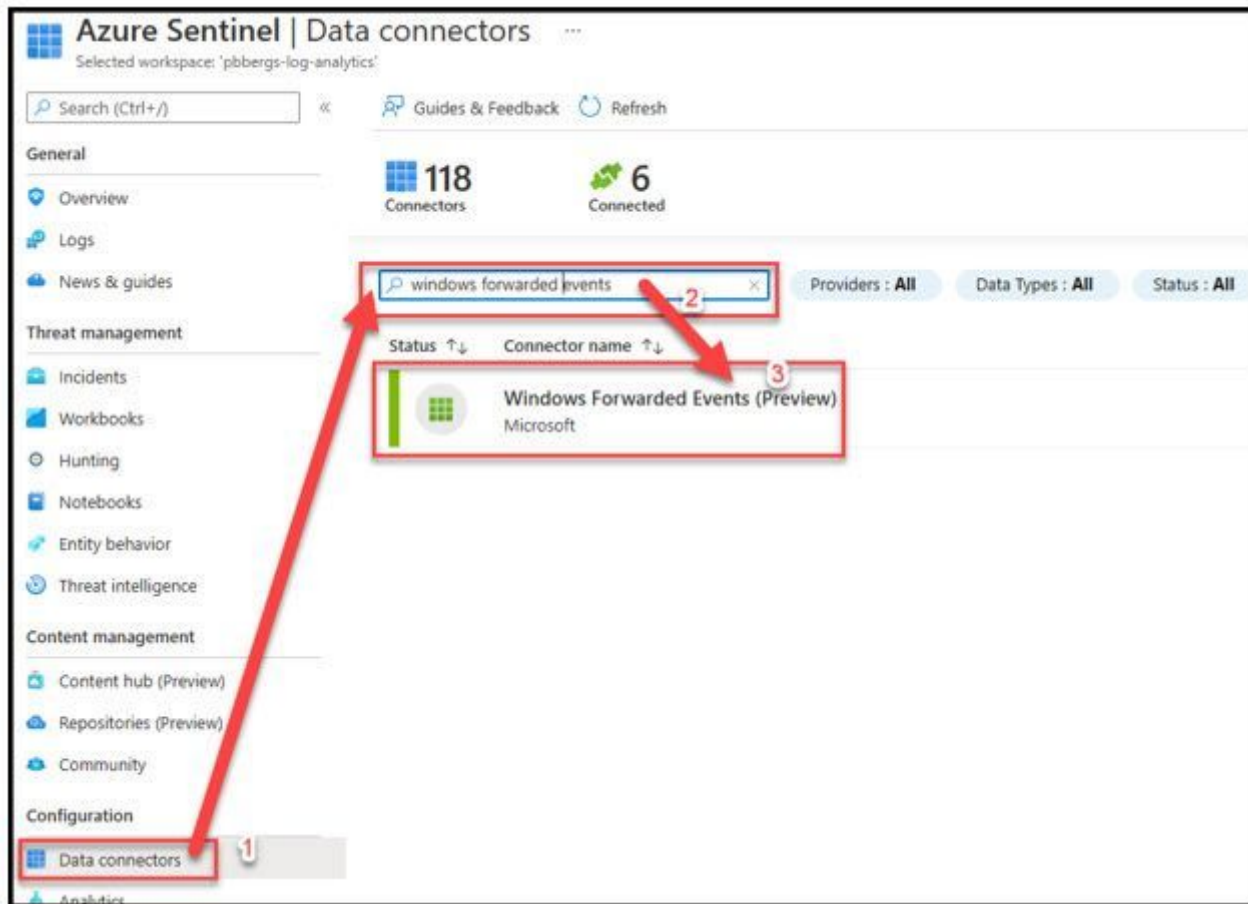 Azure Sentinel | Data connectors ...
Selected workspace: 'pbbergs-log-analytics'
Search (Ctrl+/)
«
Guides & Feedback
Refresh
General
Overview
Logs
News & guides
Threat management
Incidents
Workbooks
Hunting
Notebooks
Entity behavior
Threat intelligence
Content management
Content hub (Preview)
Repositories (Preview)
Community
Configuration
Data connectors
1
Analytics
118
Connectors
6
Connected
windows forwarded events
2
Providers : All
Data Types : All
Status : All
Status ↑↓
Connector name ↑↓
3
Windows Forwarded Events (Preview)
Microsoft